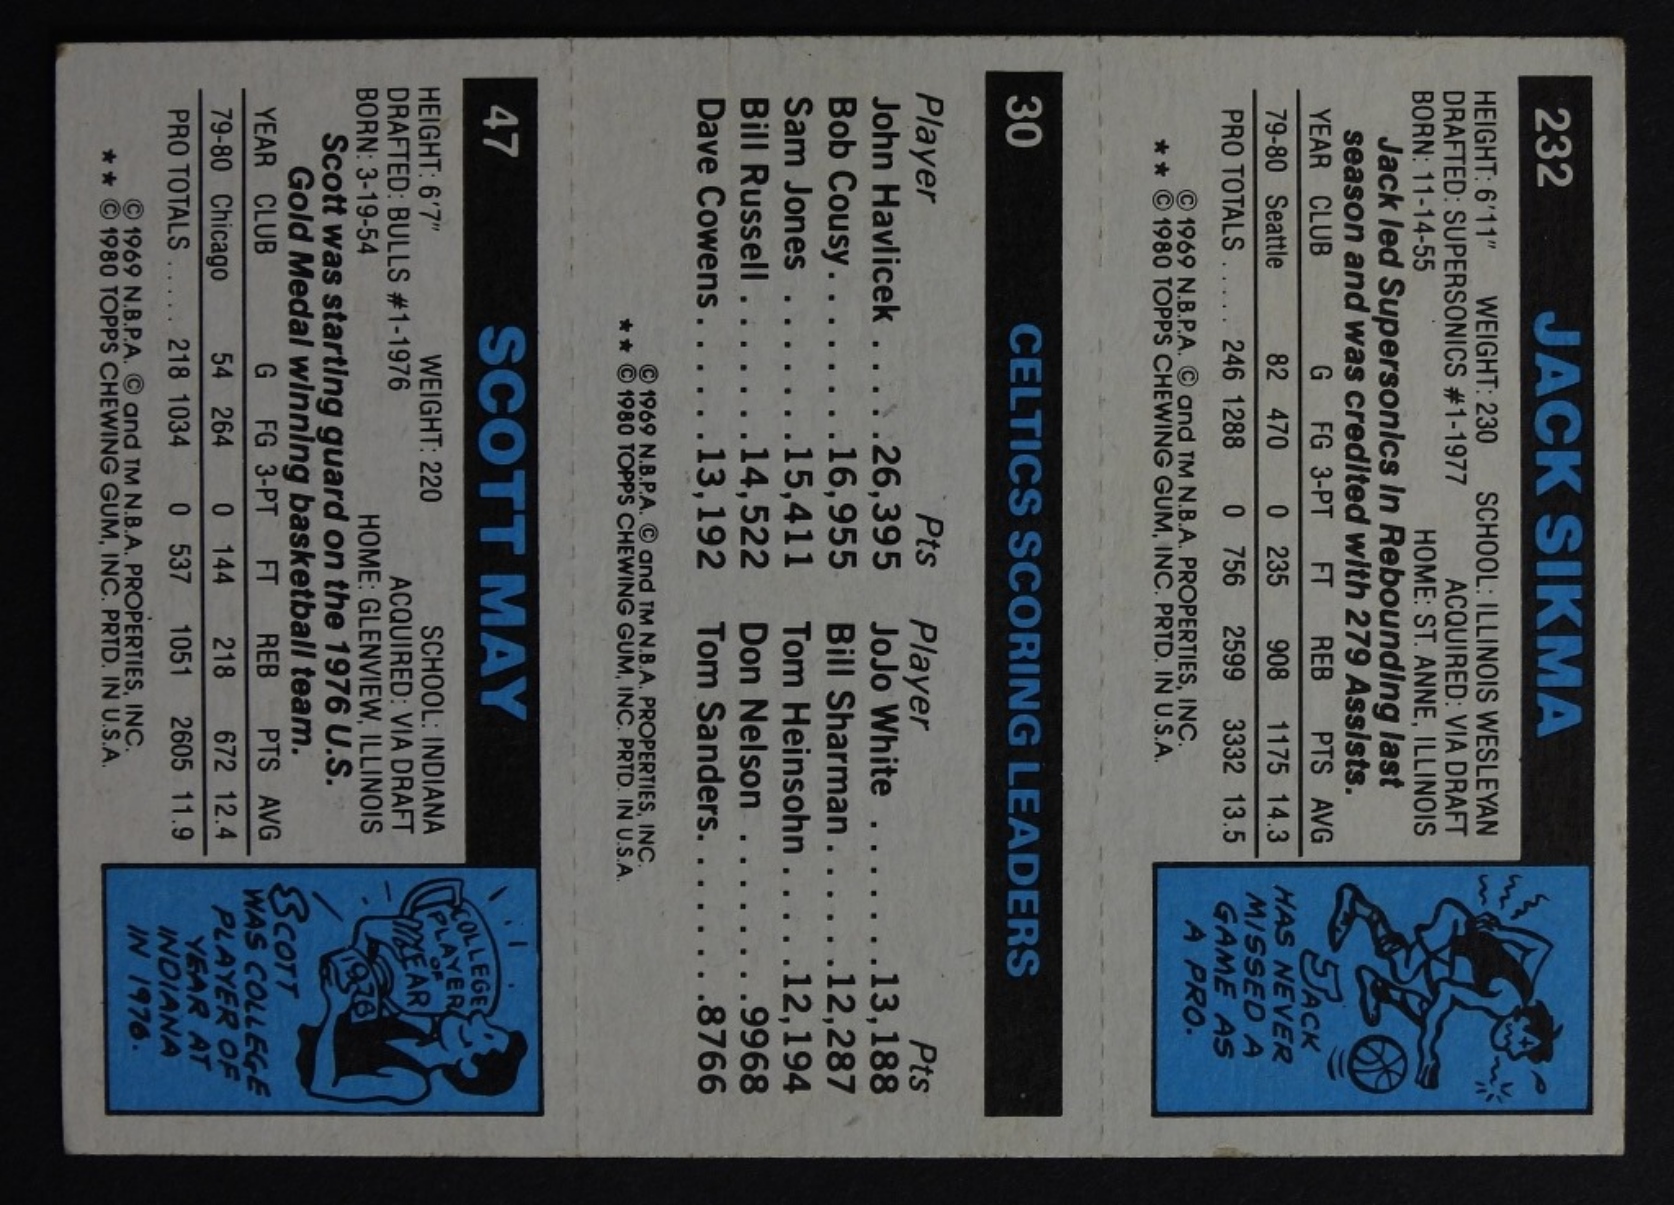 232 JACK SIKMA
HEIGHT: 6'11" WEIGHT: 230 SCHOOL: ILLINOIS WESLEYAN
DRAFTED: SUPERSONICS #1-1977 ACQUIRED: VIA DRAFT
BORN: 11-14-55 HOME: ST. ANNE, ILLINOIS
Jack led Supersonics in Rebounding last
season and was credited with 279 Assists.
YEAR CLUB G FG 3-PT FT REB PTS AVG
79-80 Seattle 82 470 0 235 908 1175 14.3
PRO TOTALS ..... 246 1288 0 756 2599 3332 13.5
© 1969 N.B.P.A. © and TM N.B.A. PROPERTIES, INC.
** © 1980 TOPPS CHEWING GUM, INC. PRTD. IN U.S.A.
JACK
HAS NEVER
MISSED A
GAME AS
A PRO.
30 CELTICS SCORING LEADERS
Player Pts Player Pts
John Havlicek . . . . .26,395 JoJo White . . . . . . .13,188
Bob Cousy. . . . . . . .16,955 Bill Sharman. . . . . .12,287
Sam Jones . . . . . . .15,411 Tom Heinsohn . . . . .12,194
Bill Russell . . . . . . .14,522 Don Nelson . . . . . . . .9968
Dave Cowens. . . . . .13,192 Tom Sanders. . . . . . . .8766
© 1969 N.B.P.A. © and TM N.B.A. PROPERTIES, INC.
** © 1980 TOPPS CHEWING GUM, INC. PRTD. IN U.S.A.
47 SCOTT MAY
HEIGHT: 6'7" WEIGHT: 220 SCHOOL: INDIANA
DRAFTED: BULLS #1-1976 ACQUIRED: VIA DRAFT
BORN: 3-19-54 HOME: GLENVIEW, ILLINOIS
Scott was starting guard on the 1976 U.S.
Gold Medal winning basketball team.
YEAR CLUB G FG 3-PT FT REB PTS AVG
79-80 Chicago 54 264 0 144 218 672 12.4
PRO TOTALS ..... 218 1034 0 537 1051 2605 11.9
© 1969 N.B.P.A. © and TM N.B.A. PROPERTIES, INC.
** © 1980 TOPPS CHEWING GUM, INC. PRTD. IN U.S.A.
COLLEGE
PLAYER
OF
YEAR
1976
SCOTT
WAS COLLEGE
PLAYER OF
YEAR AT
INDIANA
IN 1976.